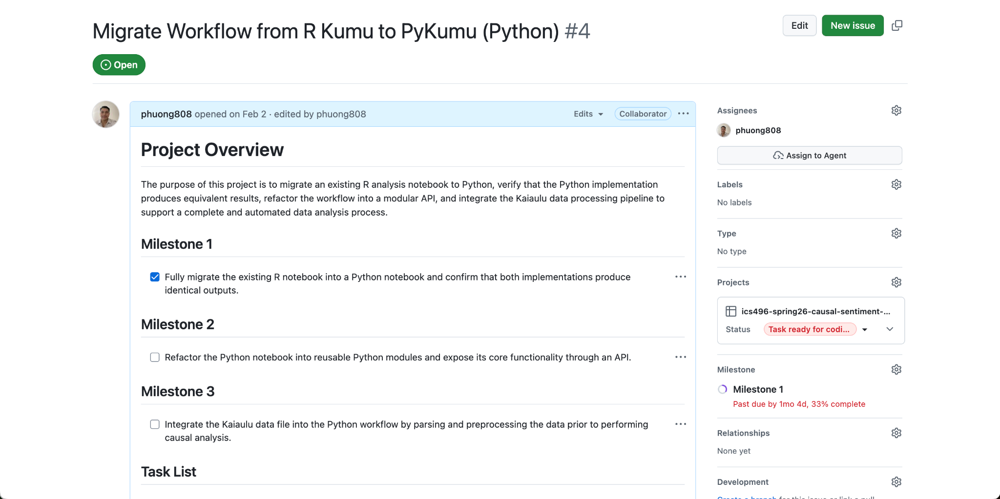 Migrate Workflow from R Kumu to PyKumu (Python) #4
Edit
New issue
Open
phuong808 opened on Feb 2 · edited by phuong808
Edits
Collaborator
Project Overview
The purpose of this project is to migrate an existing R analysis notebook to Python, verify that the Python implementation
produces equivalent results, refactor the workflow into a modular API, and integrate the Kaiaulu data processing pipeline to
support a complete and automated data analysis process.
Milestone 1
Fully migrate the existing R notebook into a Python notebook and confirm that both implementations produce
identical outputs.
Milestone 2
Refactor the Python notebook into reusable Python modules and expose its core functionality through an API.
Milestone 3
Integrate the Kaiaulu data file into the Python workflow by parsing and preprocessing the data prior to performing
causal analysis.
Task List
Assignees
phuong808
Assign to Agent
Labels
No labels
Type
No type
Projects
ics496-spring26-causal-sentiment-...
Status
Task ready for codi...
Milestone
Milestone 1
Past due by 1mo 4d, 33% complete
Relationships
None yet
Development
Create a branch for this issue or link a pull